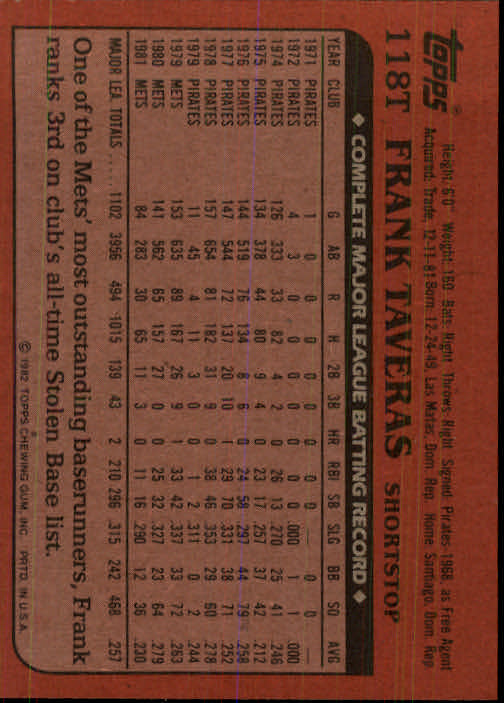 topps®
Height: 6'0" Weight: 160 Bats: Right Throws: Right Signed: Pirates 1968, as Free Agent
Acquired: Trade, 12-11-81 Born: 12-24-49, Las Matas, Dom. Rep. Home: Santiago, Dom. Rep.
118T FRANK TAVERAS SHORTSTOP
◆ COMPLETE MAJOR LEAGUE BATTING RECORD ◆
YEAR CLUB G AB R H 2B 3B HR RBI SB SLG BB SO AVG
1971 PIRATES 1 0 0 0 0 0 0 0 0 — 0 0 —
1972 PIRATES 4 3 0 0 0 0 0 0 0 .000 1 1 .000
1974 PIRATES 126 333 33 82 4 2 0 26 13 .270 25 41 .246
1975 PIRATES 134 378 44 80 9 4 0 23 17 .257 37 42 .212
1976 PIRATES 144 519 76 134 8 6 0 24 58 .297 44 79 .258
1977 PIRATES 147 544 72 137 20 10 1 29 70 .331 38 71 .252
1978 PIRATES 157 654 81 182 31 9 0 38 46 .353 29 60 .278
1979 PIRATES 11 45 4 11 3 0 0 1 2 .311 0 2 .244
1979 METS 153 635 89 167 26 9 1 33 42 .337 33 72 .263
1980 METS 141 562 65 157 27 0 0 25 32 .327 23 64 .279
1981 METS 84 283 30 65 11 3 0 11 16 .290 12 36 .230
MAJOR LEA. TOTALS ..... 1102 3956 494 1015 139 43 2 210 296 .315 242 468 .257
One of the Mets' most outstanding baserunners, Frank
ranks 3rd on club's all-time Stolen Base list.
© 1982 TOPPS CHEWING GUM, INC. PRTD. IN U.S.A.